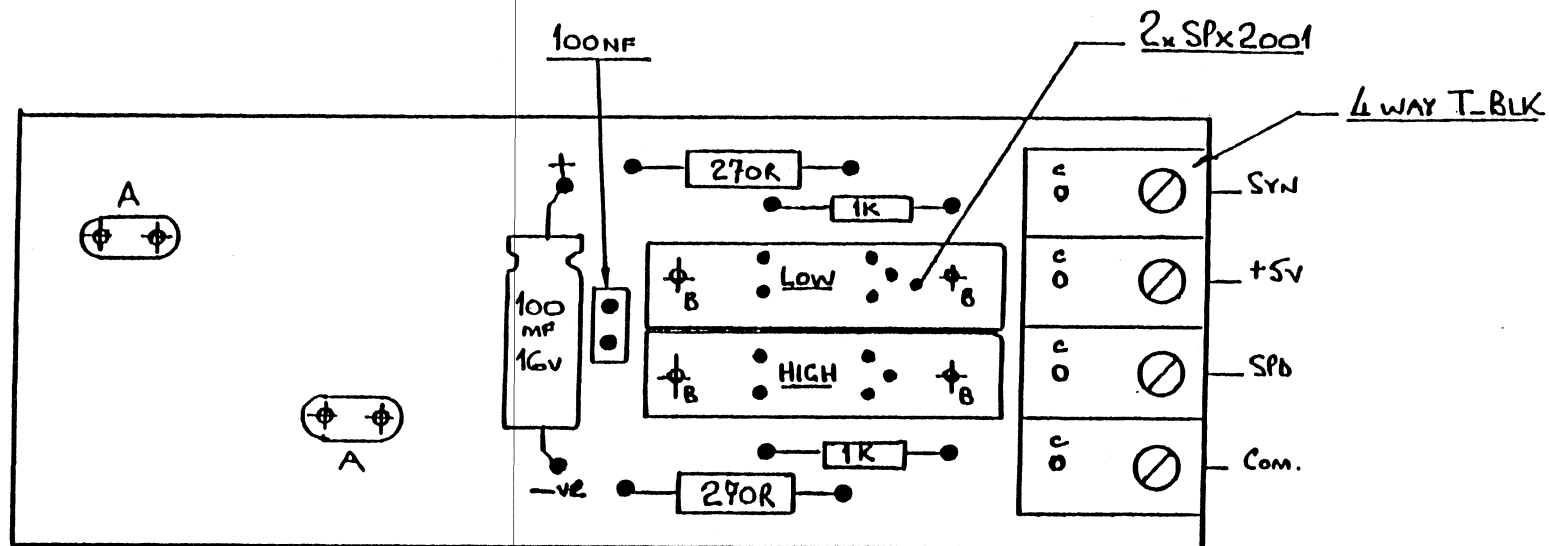 100NF
2x SPX2001
4 WAY T_BLK
A
+
270R
1K
C
SYN
LOW
B
B
C
+5V
100
MF
16V
HIGH
B
B
C
SPD
A
1K
C
COM.
-VE
270R